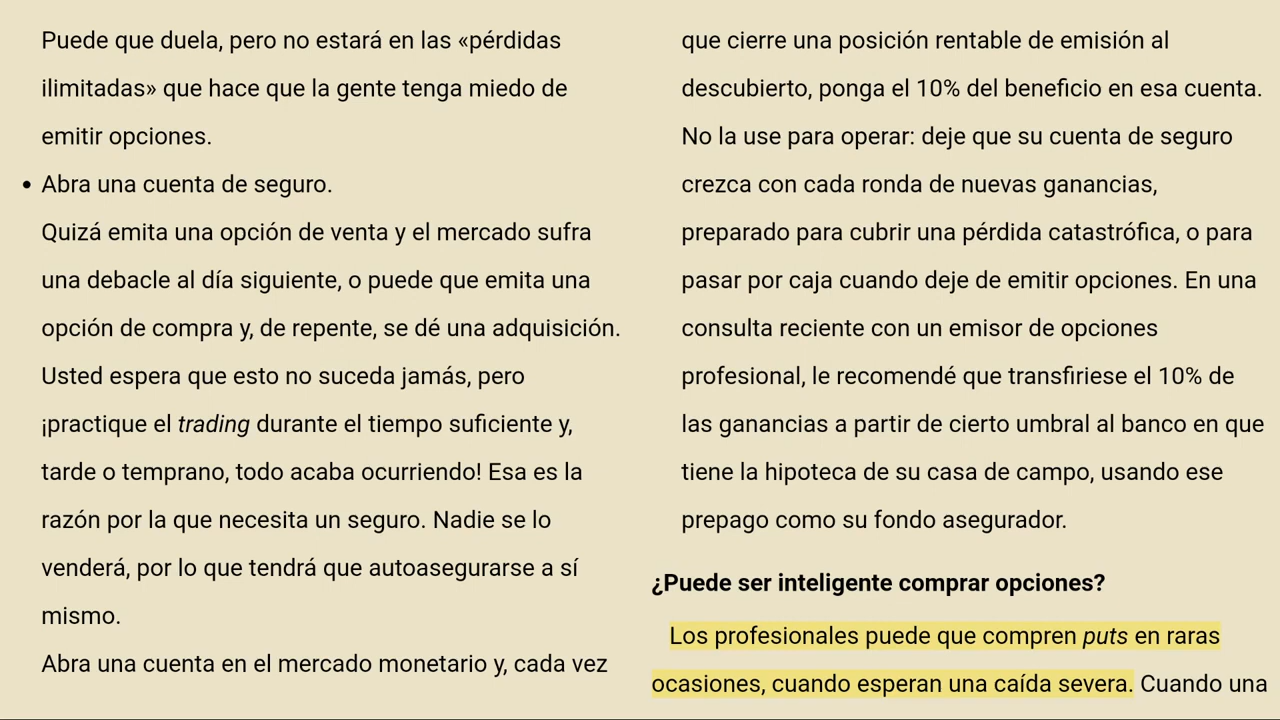 Puede que duela, pero no estará en las «pérdidas
ilimitadas» que hace que la gente tenga miedo de
emitir opciones.
• Abra una cuenta de seguro.
Quizá emita una opción de venta y el mercado sufra
una debacle al día siguiente, o puede que emita una
opción de compra y, de repente, se dé una adquisición.
Usted espera que esto no suceda jamás, pero
¡practique el trading durante el tiempo suficiente y,
tarde o temprano, todo acaba ocurriendo! Esa es la
razón por la que necesita un seguro. Nadie se lo
venderá, por lo que tendrá que autoasegurarse a sí
mismo.
Abra una cuenta en el mercado monetario y, cada vez
que cierre una posición rentable de emisión al
descubierto, ponga el 10% del beneficio en esa cuenta.
No la use para operar: deje que su cuenta de seguro
crezca con cada ronda de nuevas ganancias,
preparado para cubrir una pérdida catastrófica, o para
pasar por caja cuando deje de emitir opciones. En una
consulta reciente con un emisor de opciones
profesional, le recomendé que transfiriese el 10% de
las ganancias a partir de cierto umbral al banco en que
tiene la hipoteca de su casa de campo, usando ese
prepago como su fondo asegurador.
¿Puede ser inteligente comprar opciones?
Los profesionales puede que compren puts en raras
ocasiones, cuando esperan una caída severa. Cuando una